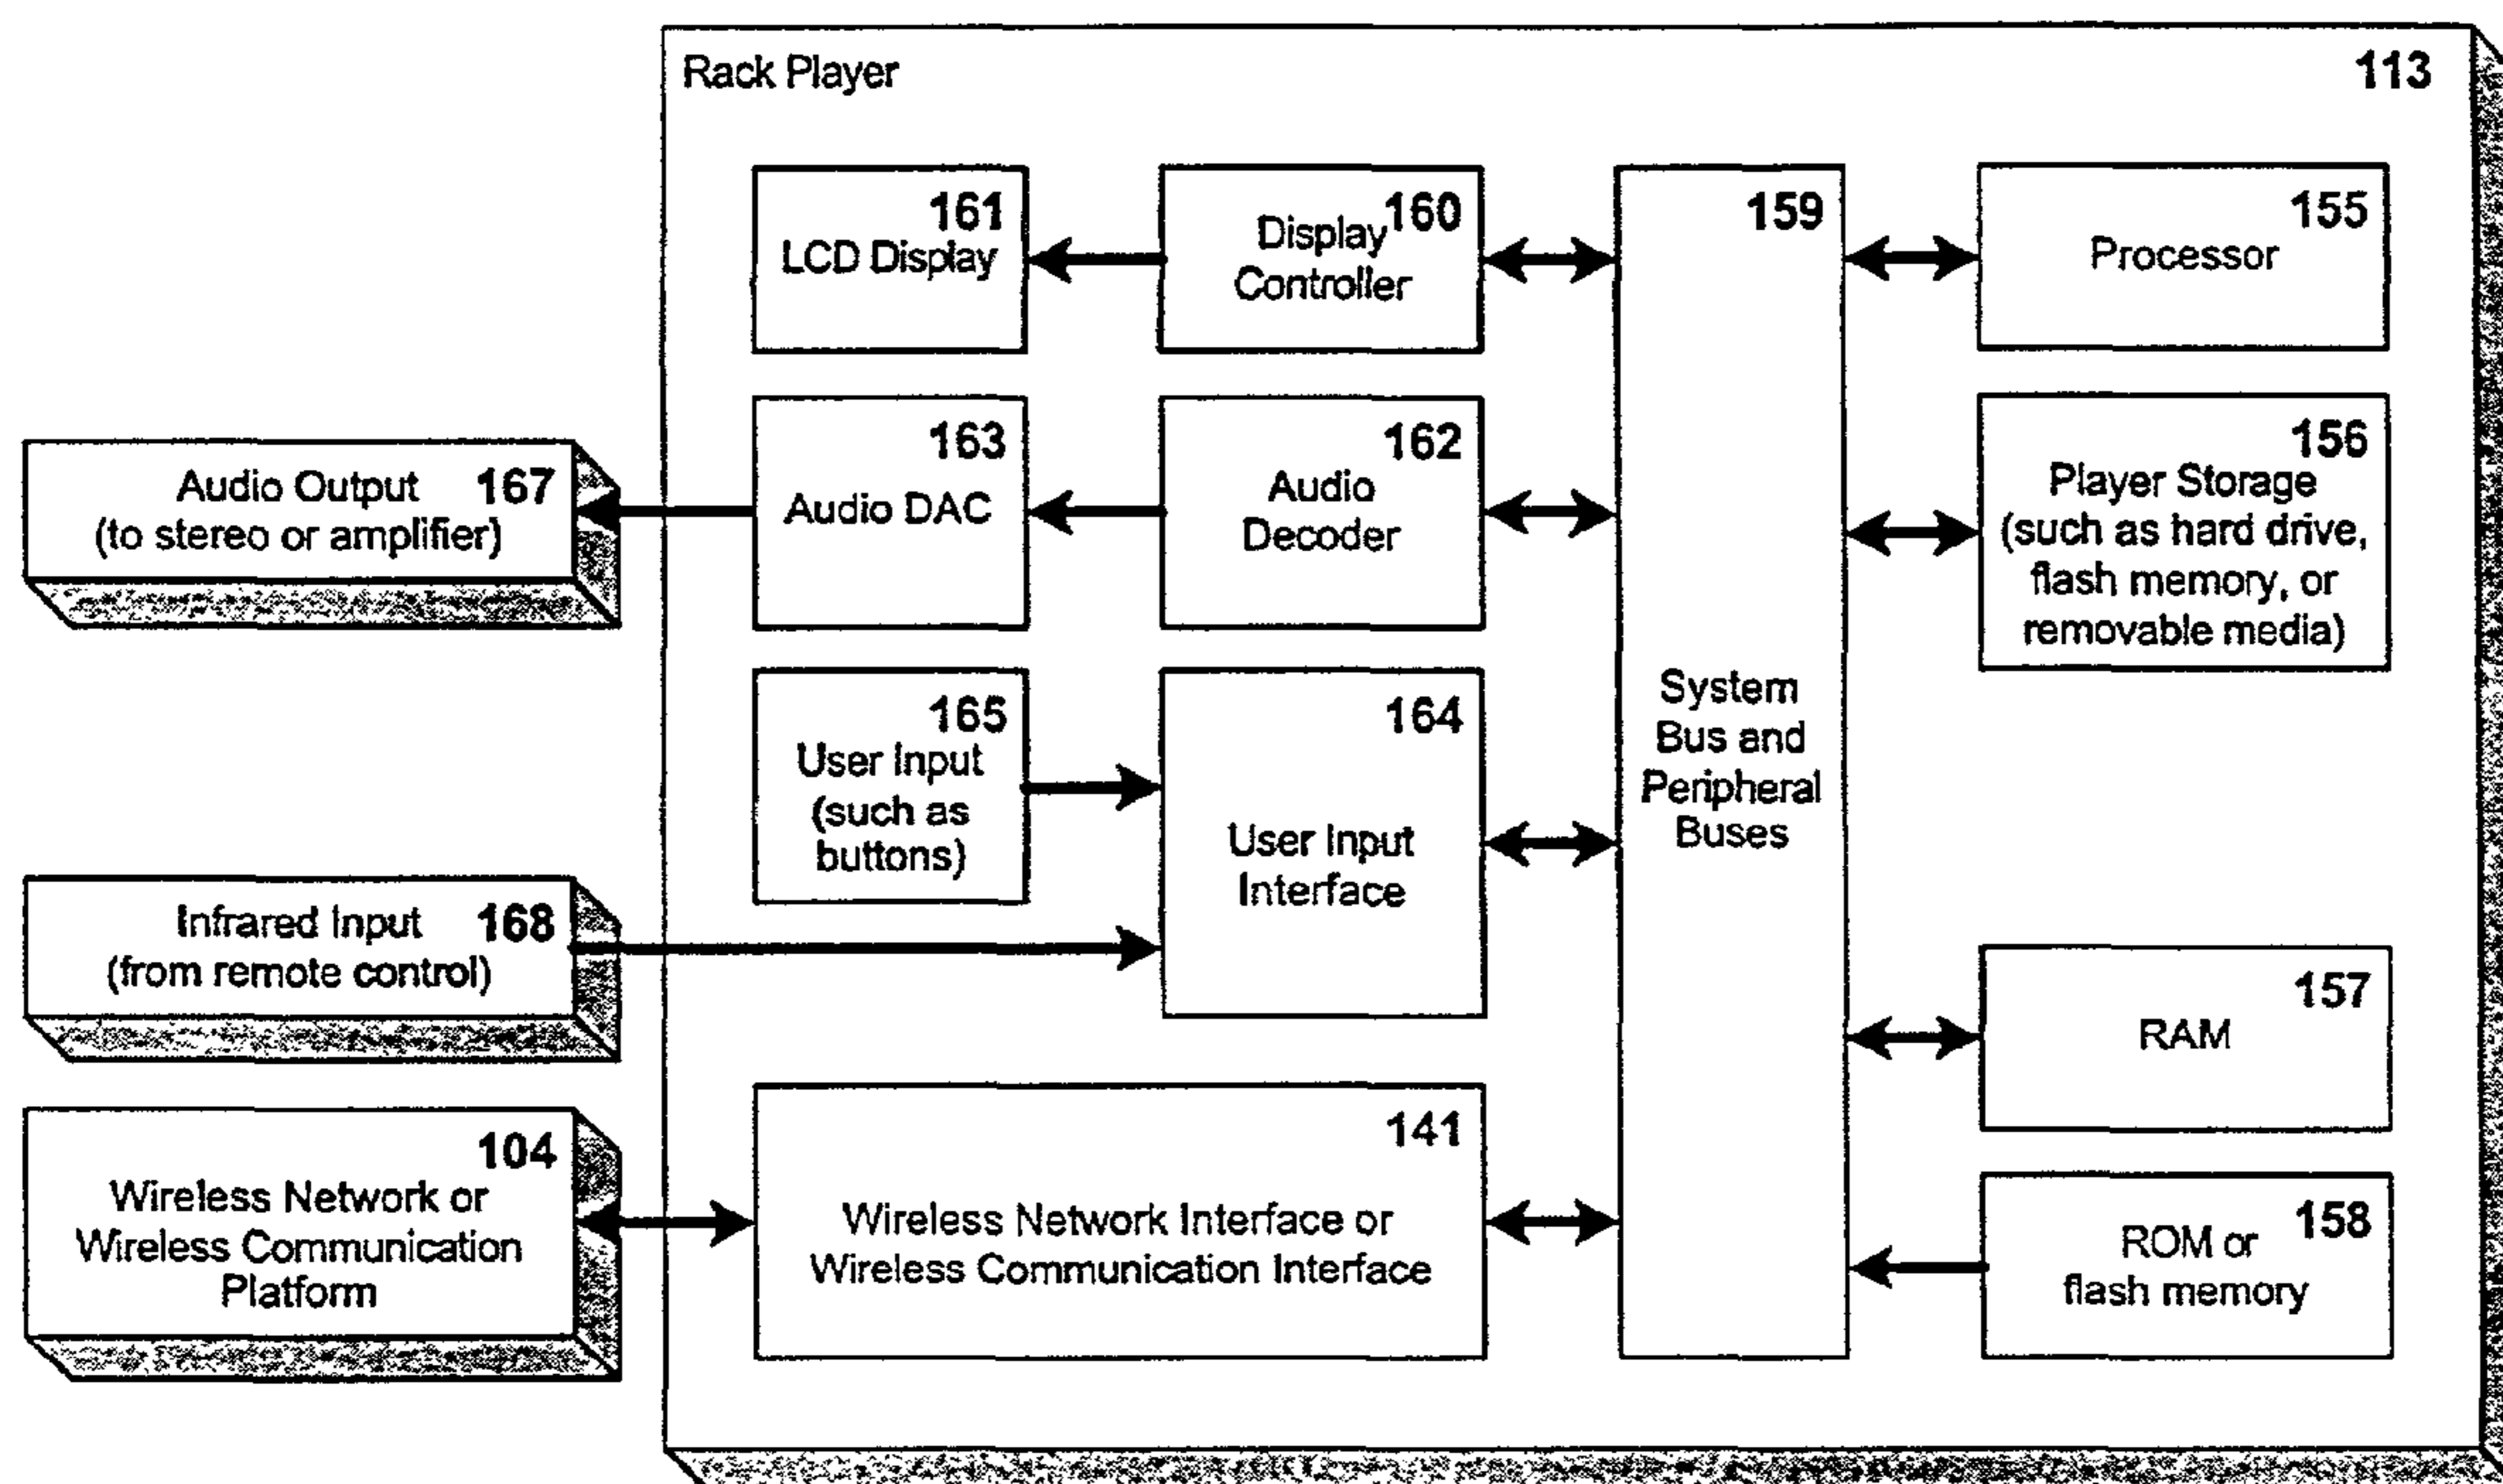 Rack Player
113
161
LCD Display
160
Display
Controller
159
System
Bus and
Peripheral
Buses
155
Processor
167
Audio Output
(to stereo or amplifier)
163
Audio DAC
162
Audio
Decoder
156
Player Storage
(such as hard drive,
flash memory, or
removable media)
165
User Input
(such as
buttons)
164
User Input
Interface
168
Infrared Input
(from remote control)
157
RAM
104
Wireless Network or
Wireless Communication
Platform
141
Wireless Network Interface or
Wireless Communication Interface
158
ROM or
flash memory